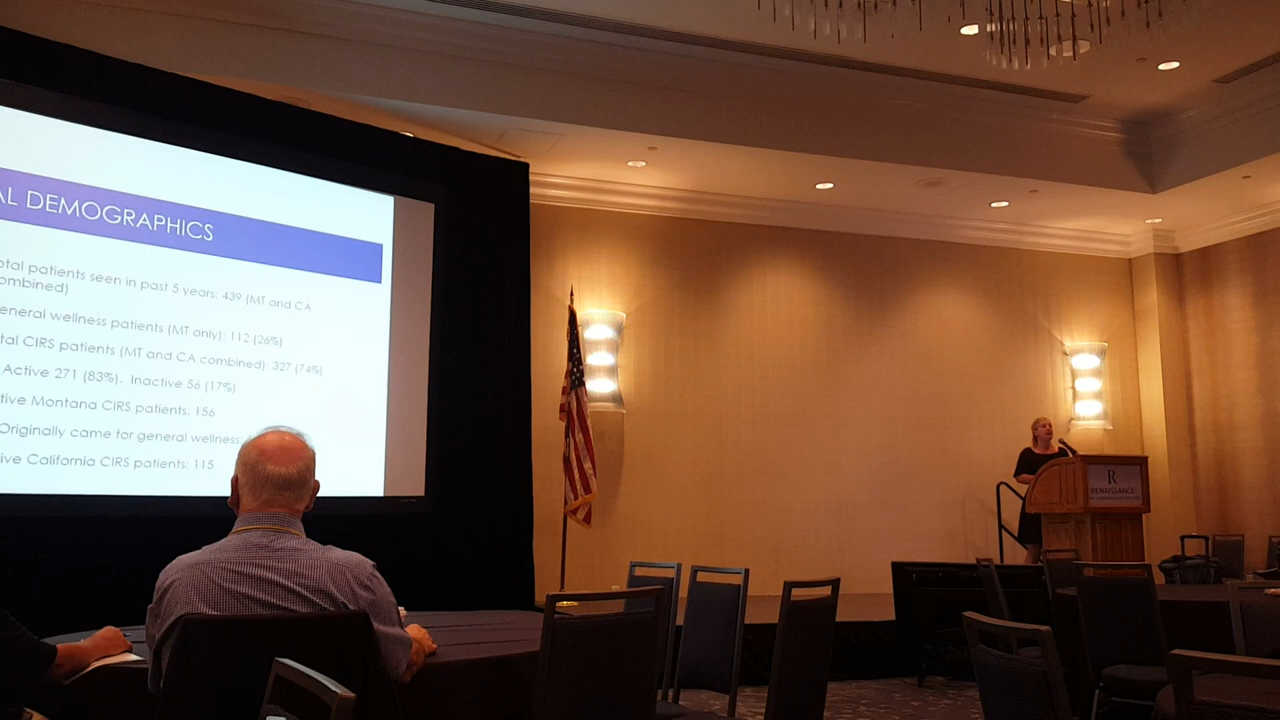 AL DEMOGRAPHICS
otal patients seen in past 5 years: 439 (MT and CA
ombined)
eneral wellness patients (MT only): 112 (26%)
tal CIRS patients (MT and CA combined): 327 (74%)
Active 271 (83%). Inactive 56 (17%)
tive Montana CIRS patients: 156
Originally came for general wellness:
tive California CIRS patients: 115
R
RENAISSANCE